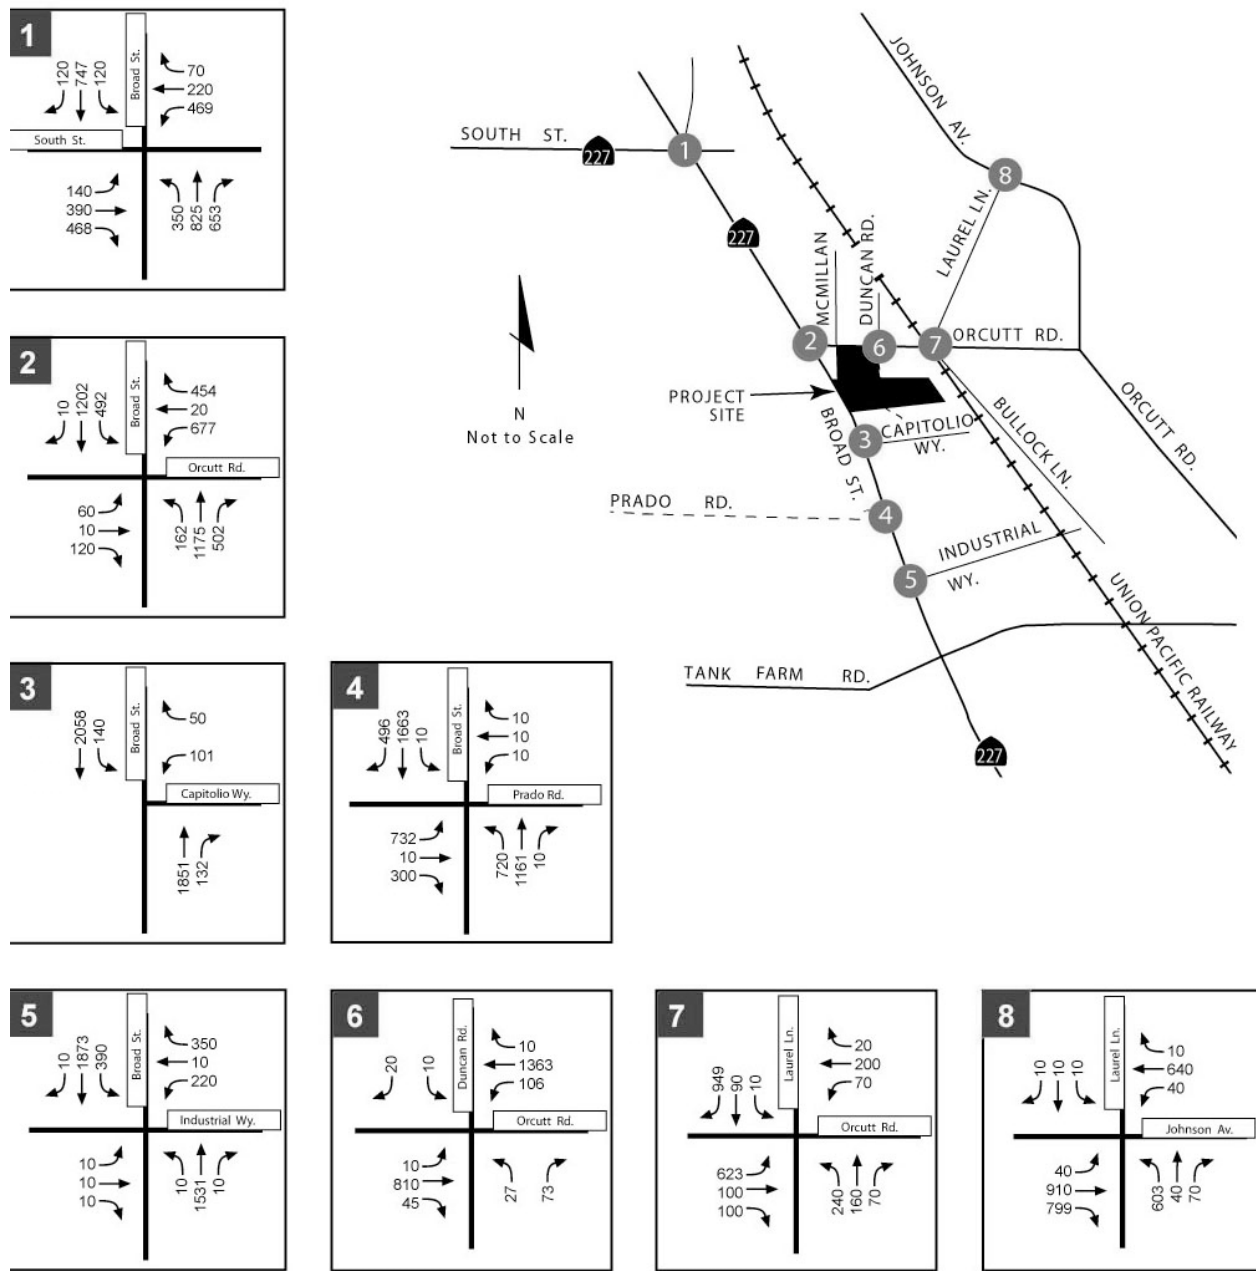 1
Broad St.
120 747 120
70
220
469
South St.
140
390
468
350 825 653
2
Broad St.
10 1202 492
454
20
677
Orcutt Rd.
60
10
120
162 1175 502
3
Broad St.
2058 140
50
101
Capitolio Wy.
1851 132
4
Broad St.
496 1663 10
10
10
10
Prado Rd.
732
10
300
720 1161 10
5
Broad St.
10 1873 390
350
10
220
Industrial Wy.
10
10
10
10 1531 10
6
Duncan Rd.
20 10
10
1363
106
Orcutt Rd.
10
810
45
27 73
7
Laurel Ln.
949 90 10
20
200
70
Orcutt Rd.
623
100
100
240 160 70
8
Laurel Ln.
10 10 10
10
640
40
Johnson Av.
40
910
799
603 40 70
SOUTH ST.
227
1
JOHNSON AV.
8
LAUREL LN.
227
MCMILLAN
DUNCAN RD.
2
6
7
ORCUTT RD.
N
Not to Scale
PROJECT
SITE
BROAD ST.
3
CAPITOLIO
WY.
BULLOCK LN.
ORCUTT RD.
PRADO RD.
4
5
INDUSTRIAL
WY.
UNION PACIFIC RAILWAY
TANK FARM RD.
227